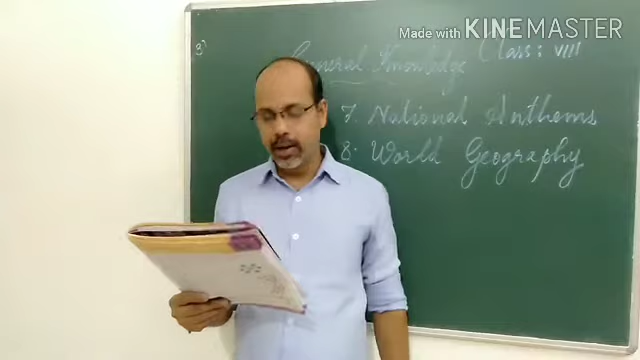 Made with KINEMASTER
General Knowledge Class: VIII
7. National Anthems
8. World Geography